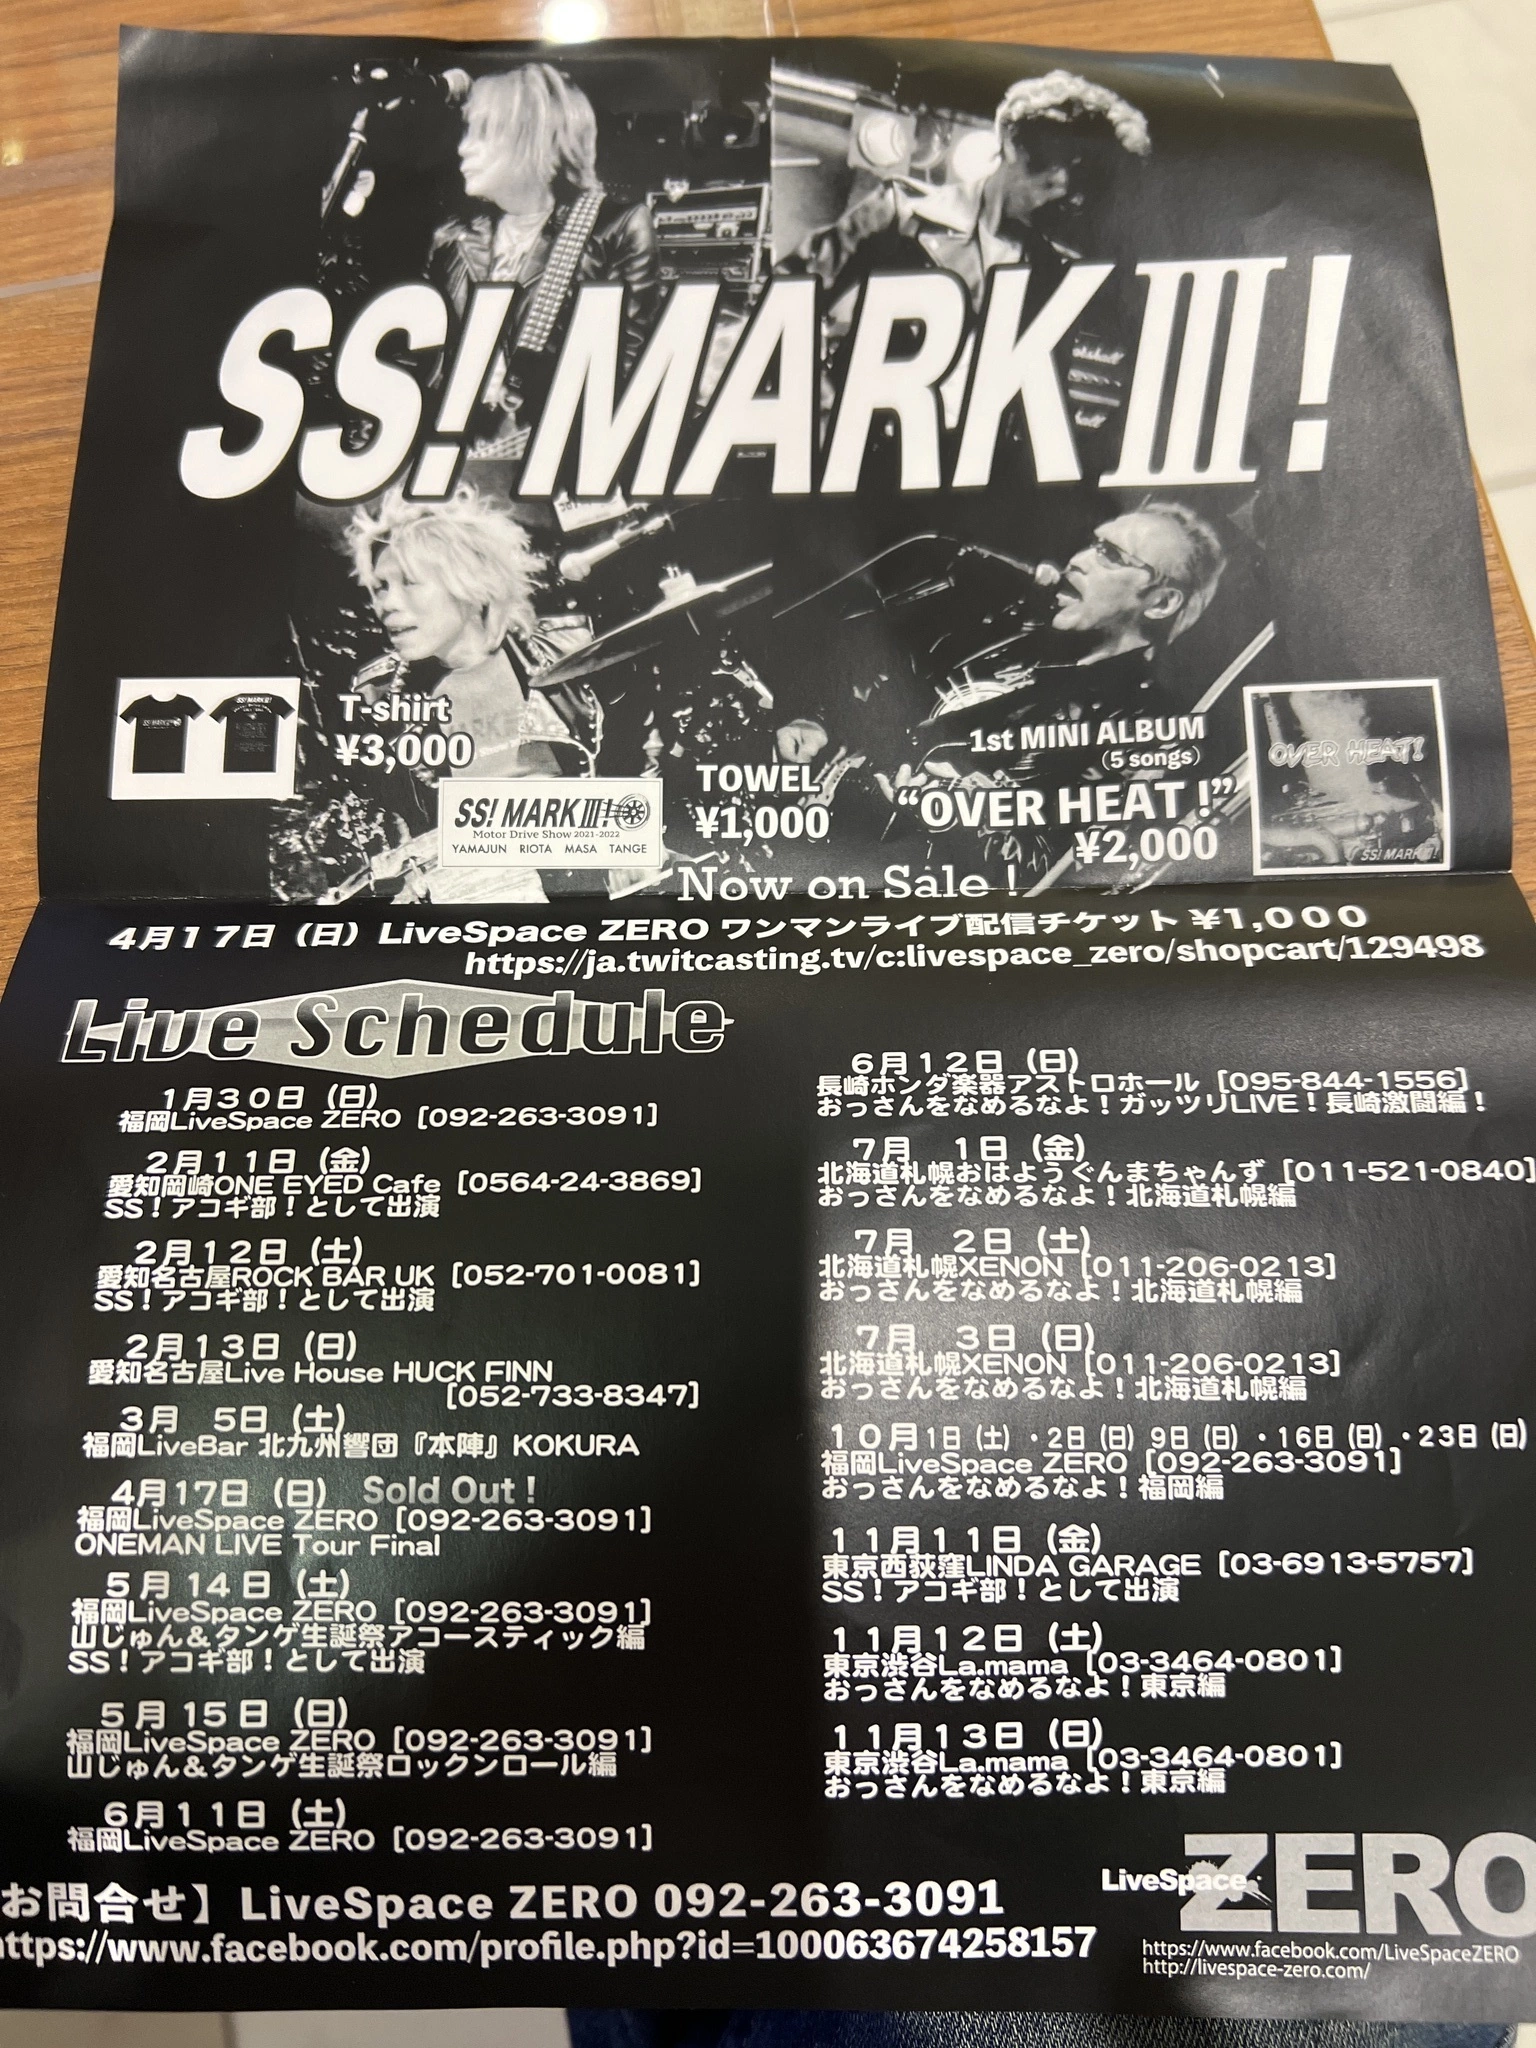 SS! MARK III!
T-shirt
¥3,000
SS! MARK III!
Motor Drive Show 2021-2022
YAMAJUN RIOTA MASA TANGE
TOWEL
¥1,000
1st MINI ALBUM
(5 songs)
“OVER HEAT !”
¥2,000
OVER HEAT!
SS! MARK III!
Now on Sale !
4月17日（日）LiveSpace ZERO ワンマンライブ配信チケット ¥1,000
https://ja.twitcasting.tv/c:livespace_zero/shopcart/129498
Live Schedule
1月30日（日）
福岡LiveSpace ZERO［092-263-3091］
2月11日（金）
愛知岡崎ONE EYED Cafe［0564-24-3869］
SS！アコギ部！として出演
2月12日（土）
愛知名古屋ROCK BAR UK［052-701-0081］
SS！アコギ部！として出演
2月13日（日）
愛知名古屋Live House HUCK FINN
［052-733-8347］
3月 5日（土）
福岡LiveBar 北九州響団『本陣』KOKURA
4月17日（日） Sold Out !
福岡LiveSpace ZERO［092-263-3091］
ONEMAN LIVE Tour Final
5月14日（土）
福岡LiveSpace ZERO［092-263-3091］
山じゅん＆タンゲ生誕祭アコースティック編
SS！アコギ部！として出演
5月15日（日）
福岡LiveSpace ZERO［092-263-3091］
山じゅん＆タンゲ生誕祭ロックンロール編
6月11日（土）
福岡LiveSpace ZERO［092-263-3091］
6月12日（日）
長崎ホンダ楽器アストロホール［095-844-1556］
おっさんをなめるなよ！ガッツリLIVE！長崎激闘編！
7月 1日（金）
北海道札幌おはようぐんまちゃんず［011-521-0840］
おっさんをなめるなよ！北海道札幌編
7月 2日（土）
北海道札幌XENON［011-206-0213］
おっさんをなめるなよ！北海道札幌編
7月 3日（日）
北海道札幌XENON［011-206-0213］
おっさんをなめるなよ！北海道札幌編
10月1日（土）・2日（日）9日（日）・16日（日）・23日（日）
福岡LiveSpace ZERO［092-263-3091］
おっさんをなめるなよ！福岡編
11月11日（金）
東京西荻窪LINDA GARAGE［03-6913-5757］
SS！アコギ部！として出演
11月12日（土）
東京渋谷La.mama［03-3464-0801］
おっさんをなめるなよ！東京編
11月13日（日）
東京渋谷La.mama［03-3464-0801］
おっさんをなめるなよ！東京編
お問合せ】LiveSpace ZERO 092-263-3091
https://www.facebook.com/profile.php?id=100063674258157
LiveSpace ZERO
https://www.facebook.com/LiveSpaceZERO
http://livespace-zero.com/